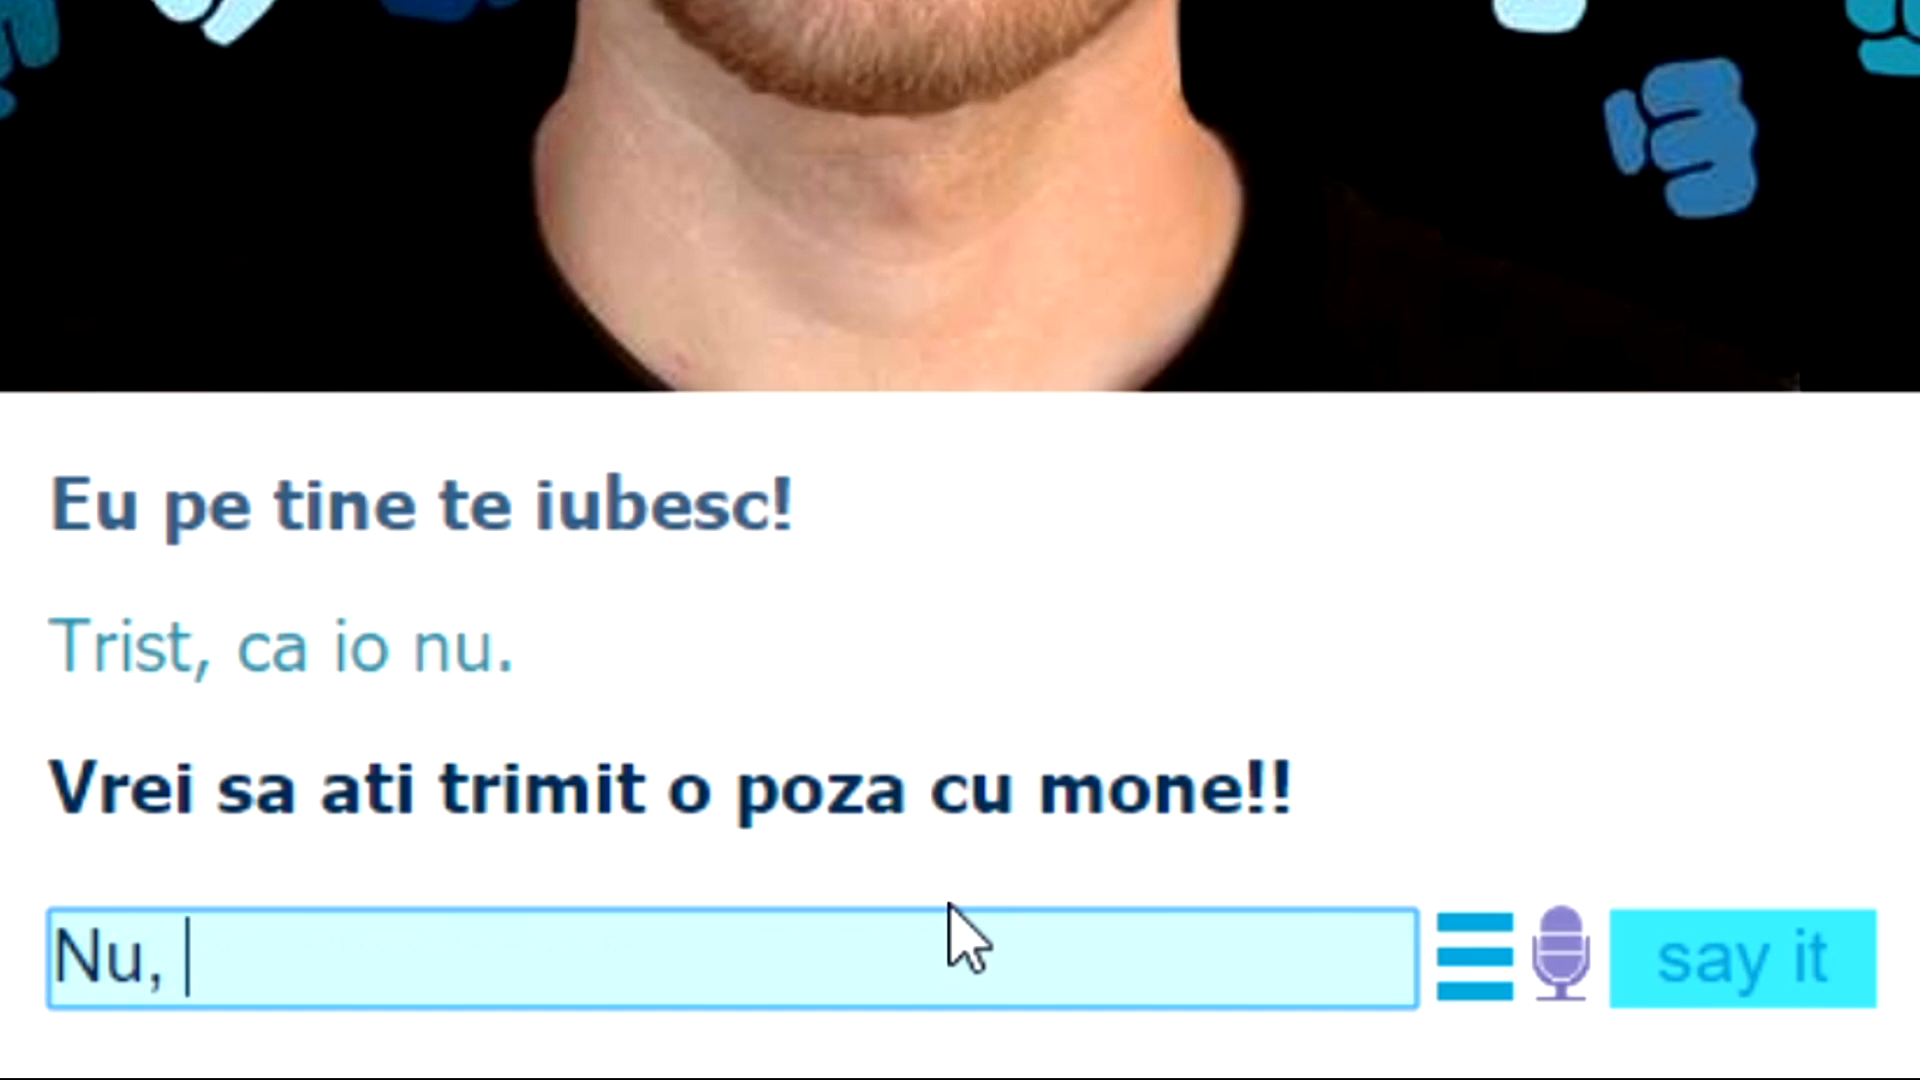 Eu pe tine te iubesc!
Trist, ca io nu.
Vrei sa ati trimit o poza cu mone!!
Nu,
say it